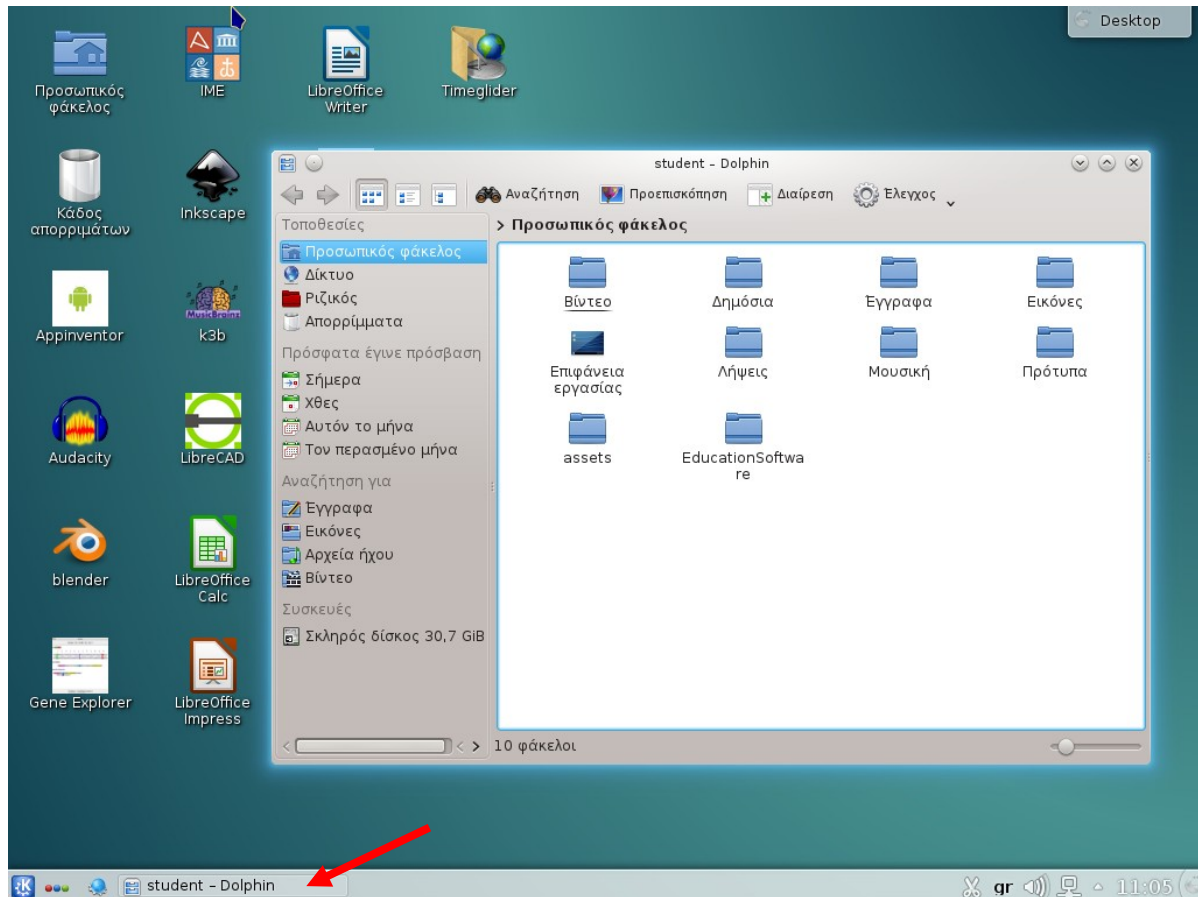 Desktop
Προσωπικός
φάκελος
IME
LibreOffice
Writer
Timeglider
Κάδος
απορριμάτων
Inkscape
Appinventor
k3b
Audacity
LibreCAD
blender
LibreOffice
Calc
Gene Explorer
LibreOffice
Impress
student – Dolphin
Αναζήτηση Προεπισκόπηση Διαίρεση Έλεγχος
Τοποθεσίες
Προσωπικός φάκελος
Δίκτυο
Ριζικός
Απορρίμματα
Πρόσφατα έγινε πρόσβαση
Σήμερα
Χθες
Αυτόν το μήνα
Τον περασμένο μήνα
Αναζήτηση για
Έγγραφα
Εικόνες
Αρχεία ήχου
Βίντεο
Συσκευές
Σκληρός δίσκος 30,7 GiB
> Προσωπικός φάκελος
Βίντεο
Δημόσια
Έγγραφα
Εικόνες
Επιφάνεια
εργασίας
Λήψεις
Μουσική
Πρότυπα
assets
EducationSoftwa
re
10 φάκελοι
student – Dolphin
gr
11:05